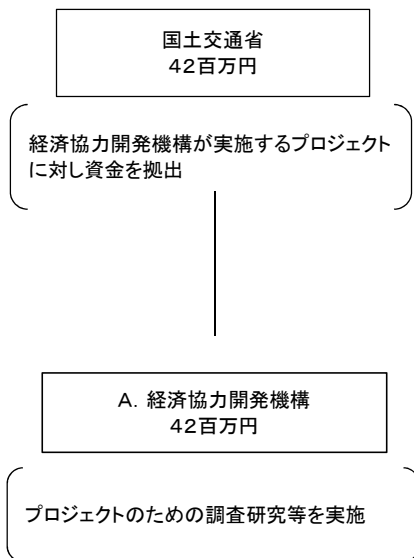 国土交通省
42百万円
経済協力開発機構が実施するプロジェクト
に対し資金を拠出
A. 経済協力開発機構
42百万円
プロジェクトのための調査研究等を実施